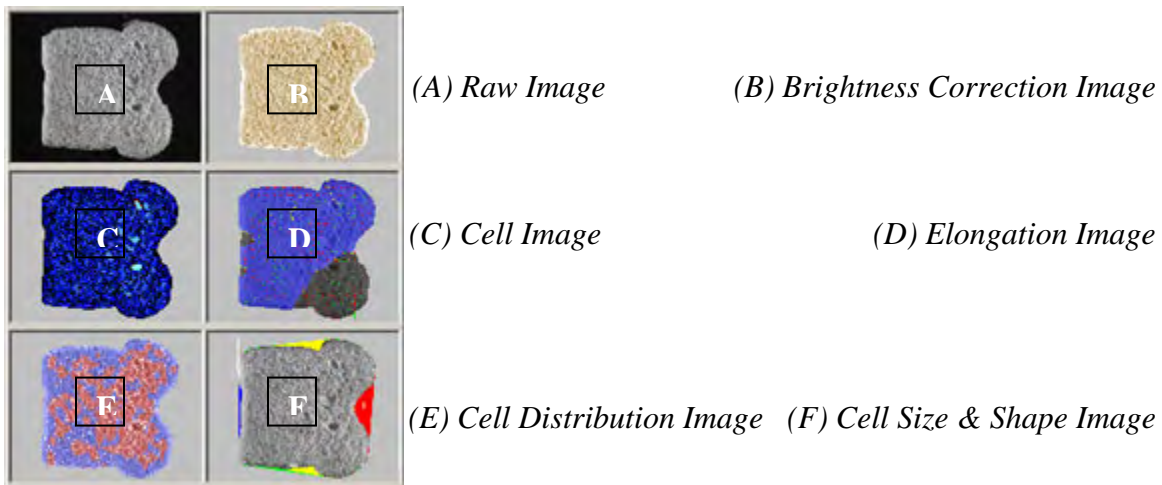 A B (A) Raw Image (B) Brightness Correction Image
C D (C) Cell Image (D) Elongation Image
E F (E) Cell Distribution Image (F) Cell Size & Shape Image